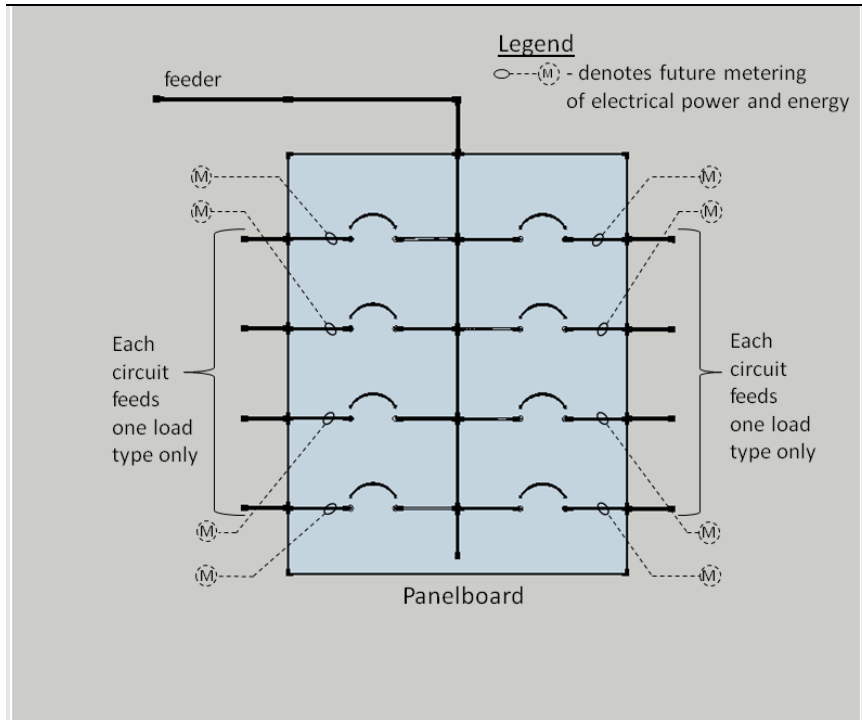 Legend
M - denotes future metering
of electrical power and energy
feeder
M
M
M
M
Each
circuit
feeds
one load
type only
Each
circuit
feeds
one load
type only
M
M
M
M
Panelboard